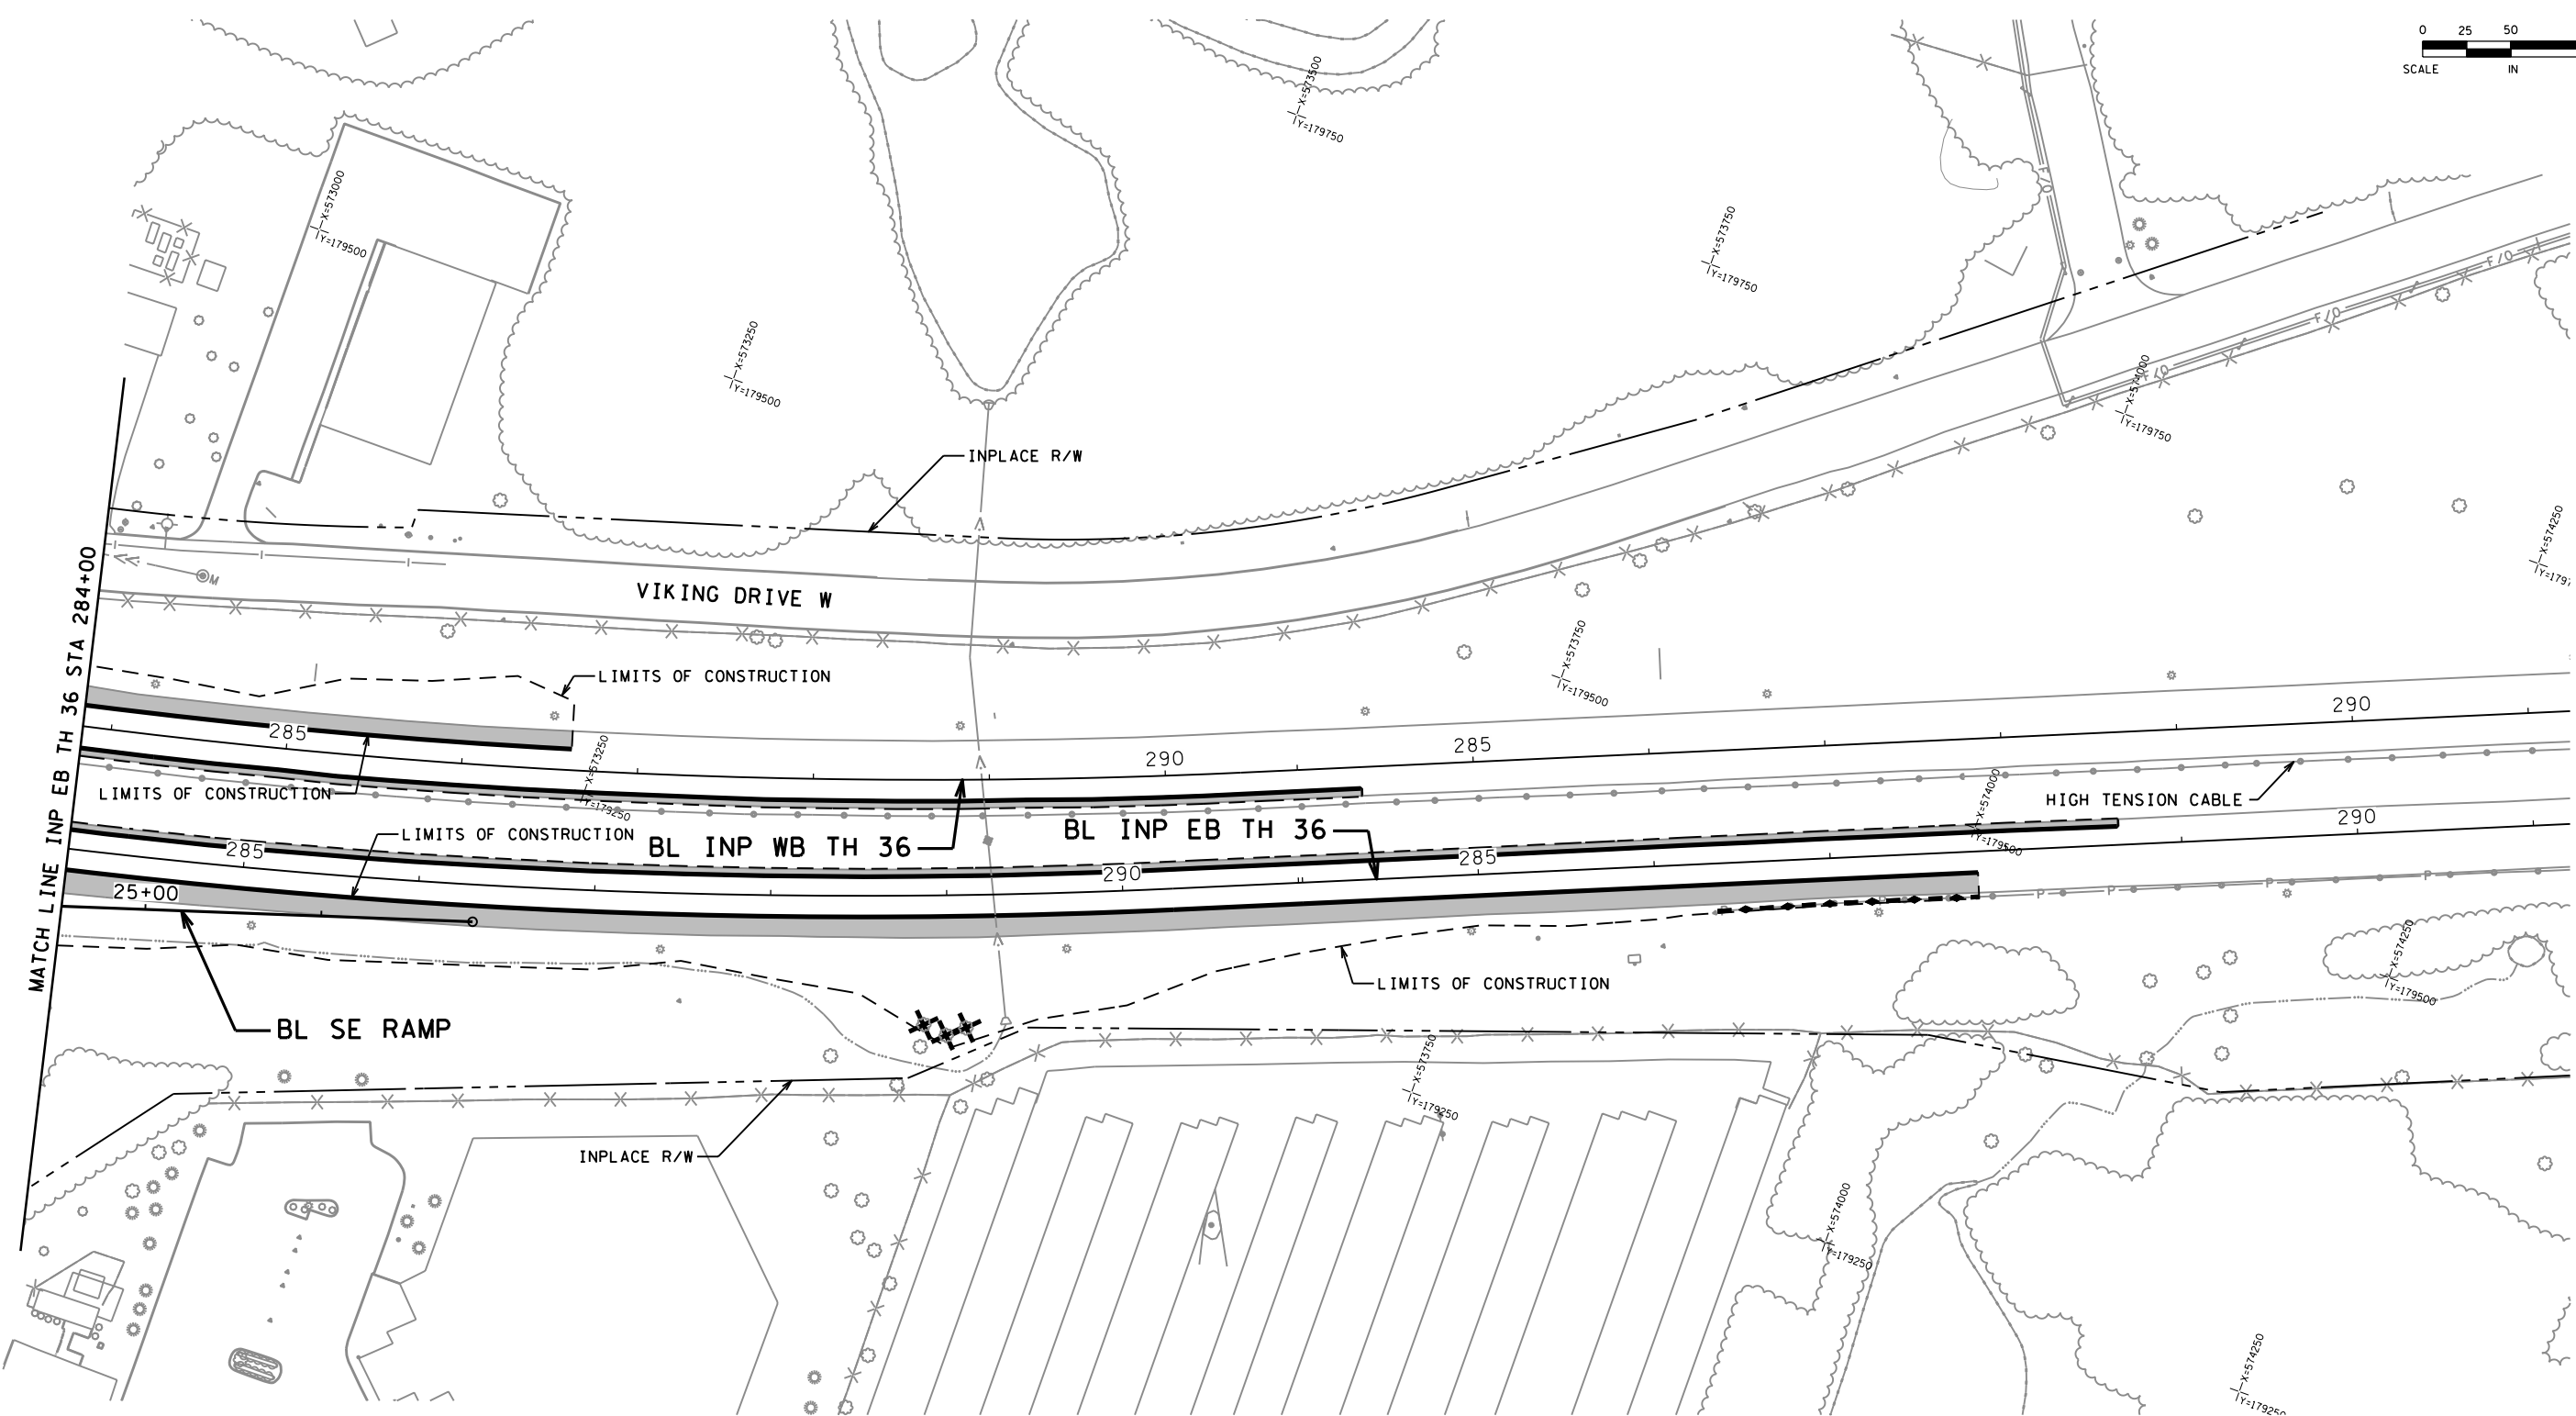 0 25 50
SCALE IN
X=573500
Y=179750
X=573000
Y=179500
F/O
X=573750
Y=179750
F/O
F/O
X=573250
Y=179500
X=574000
Y=179750
INPLACE R/W
X=574250
M
VIKING DRIVE W
MATCH LINE INP EB TH 36 STA 284+00
X=573750
Y=179500
LIMITS OF CONSTRUCTION
290
285
285
290
X=573250
Y=179250
LIMITS OF CONSTRUCTION
X=574000
Y=179500
HIGH TENSION CABLE
LIMITS OF CONSTRUCTION
BL INP WB TH 36
BL INP EB TH 36
290
285
285
290
25+00
P P P P
LIMITS OF CONSTRUCTION
X=574250
Y=179500
BL SE RAMP
X=573750
Y=179250
INPLACE R/W
X=574000
Y=179250
X=574250
Y=179250